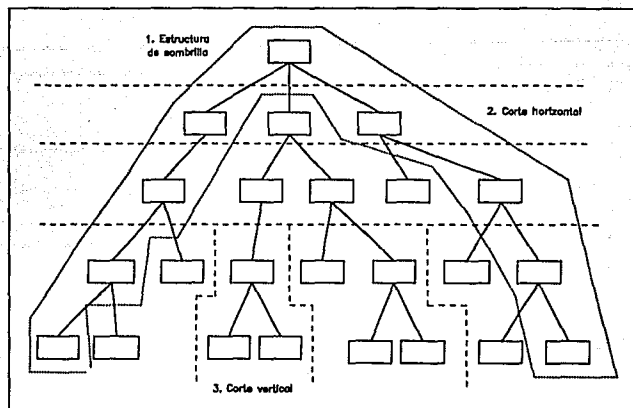 1. Estructura
de sombrilla
2. Corte horizontal
3. Corte vertical